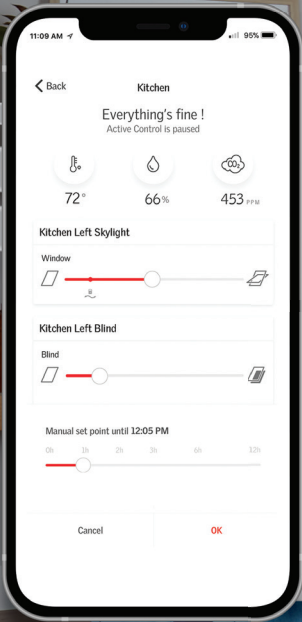 11:09 AM 95%
Back Kitchen
Everything's fine !
Active Control is paused
CO₂
72° 66% 453 PPM
Kitchen Left Skylight
Window
Kitchen Left Blind
Blind
Manual set point until 12:05 PM
0h 1h 2h 3h 6h 12h
Cancel OK